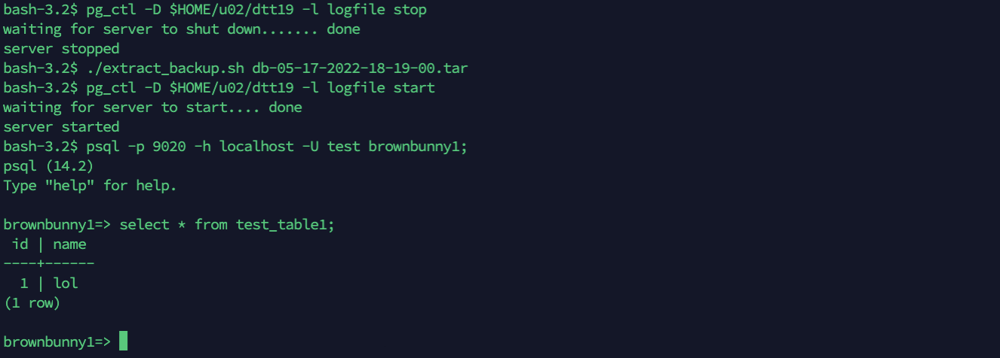 bash-3.2$ pg_ctl -D $HOME/u02/dtt19 -l logfile stop
waiting for server to shut down....... done
server stopped
bash-3.2$ ./extract_backup.sh db-05-17-2022-18-19-00.tar
bash-3.2$ pg_ctl -D $HOME/u02/dtt19 -l logfile start
waiting for server to start.... done
server started
bash-3.2$ psql -p 9020 -h localhost -U test brownbunny1;
psql (14.2)
Type "help" for help.

brownbunny1=> select * from test_table1;
 id | name
----+------
  1 | lol
(1 row)

brownbunny1=>